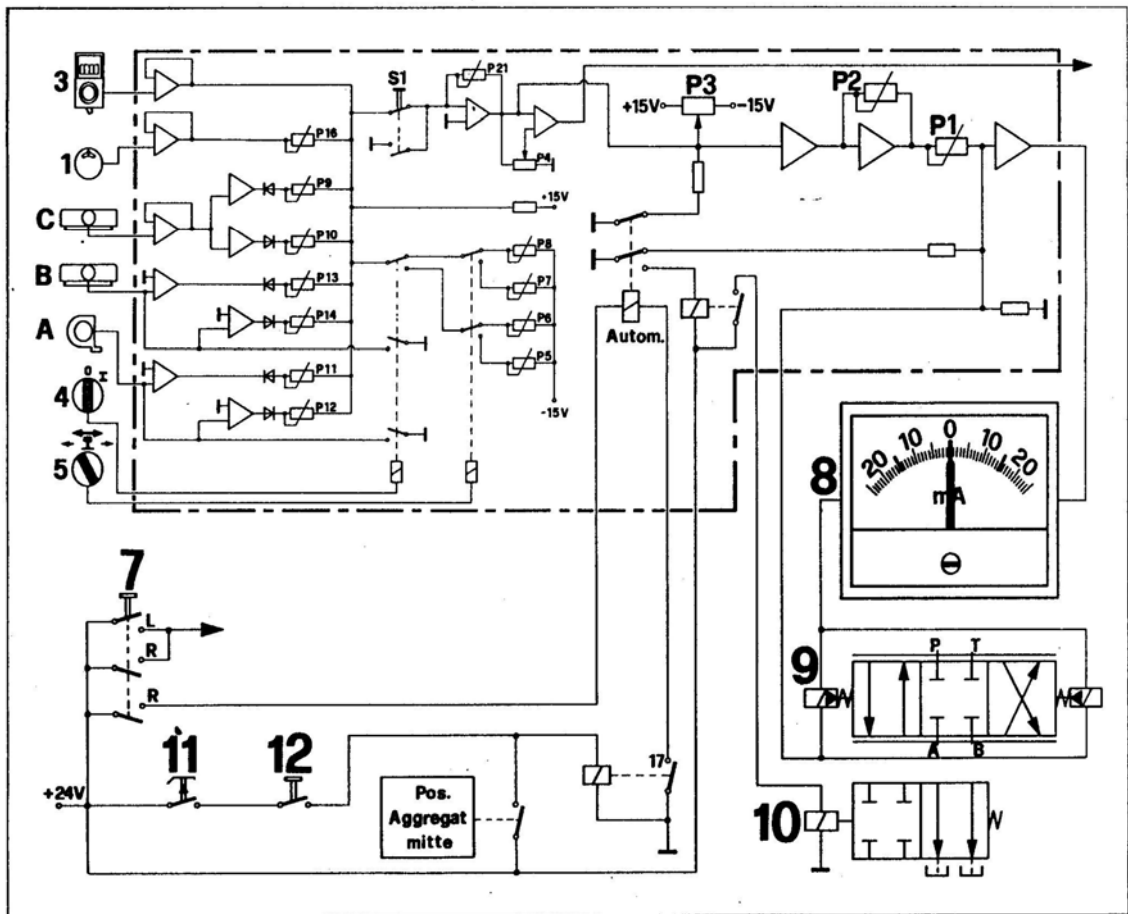 3
S1
P21
P3
+15V
-15V
P2
P1
P16
P4
1
P9
+15V
C
P10
P8
B
P13
P7
P14
P6
A
Autom.
P11
P5
O
I
4
P12
-15V
5
20 10 0 10 20
8
mA
7
L
R
R
P T
9
A B
11
12
17
+24V
Pos.
Aggregat
mitte
10